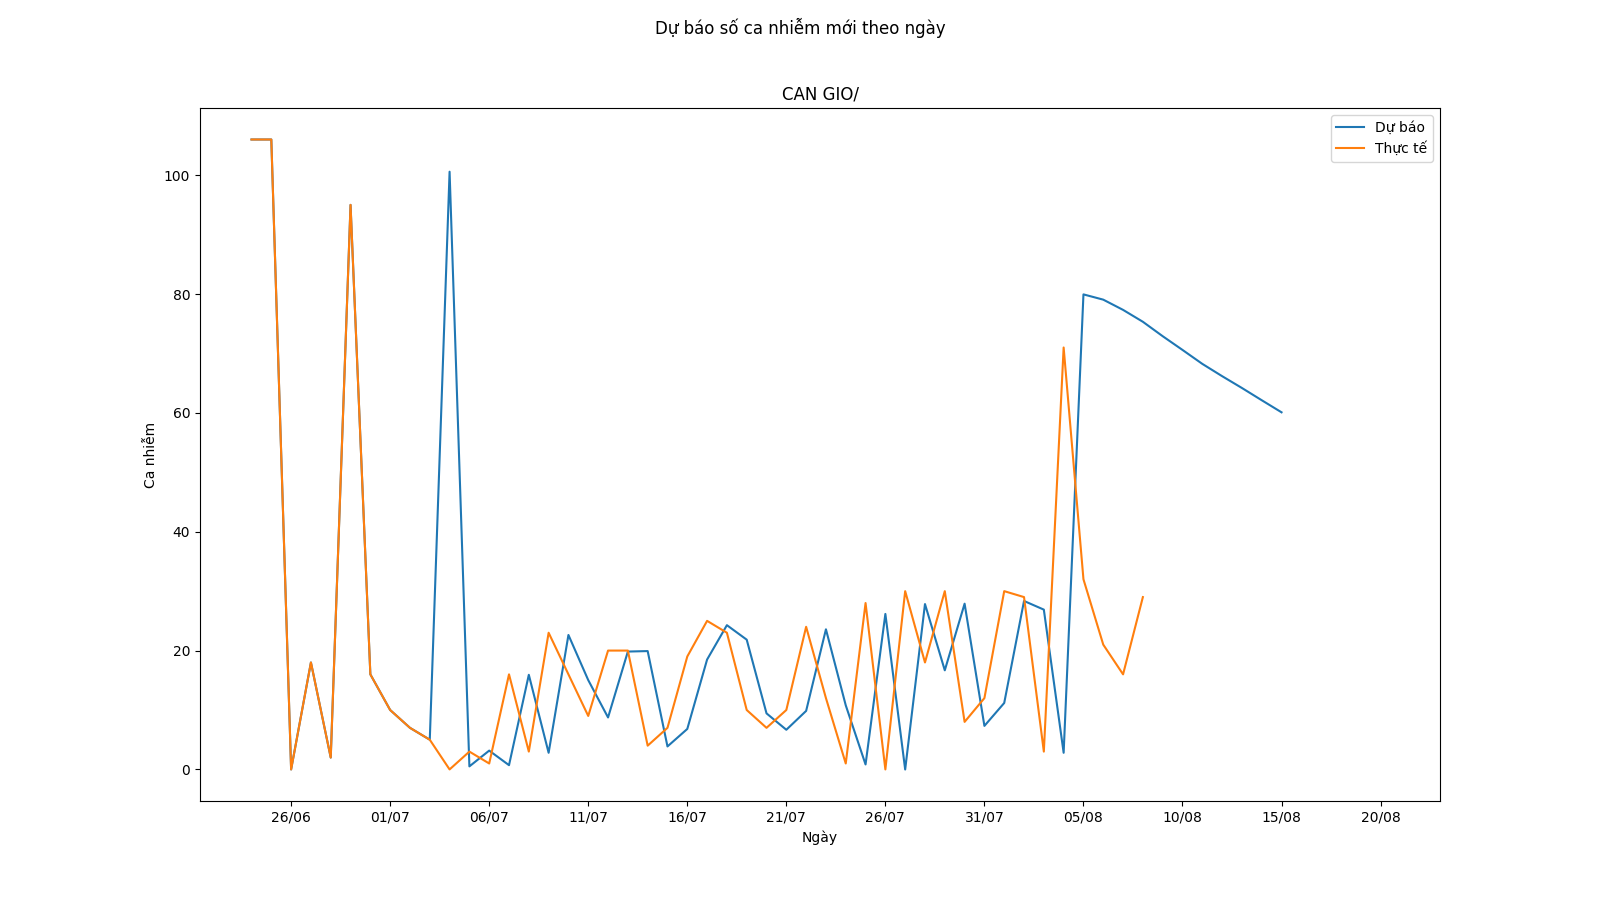 Dự báo số ca nhiễm mới theo ngày
CAN GIO/
Dự báo
Thực tế
100
80
60
40
20
0
Ca nhiễm
26/06 01/07 06/07 11/07 16/07 21/07 26/07 31/07 05/08 10/08 15/08 20/08
Ngày